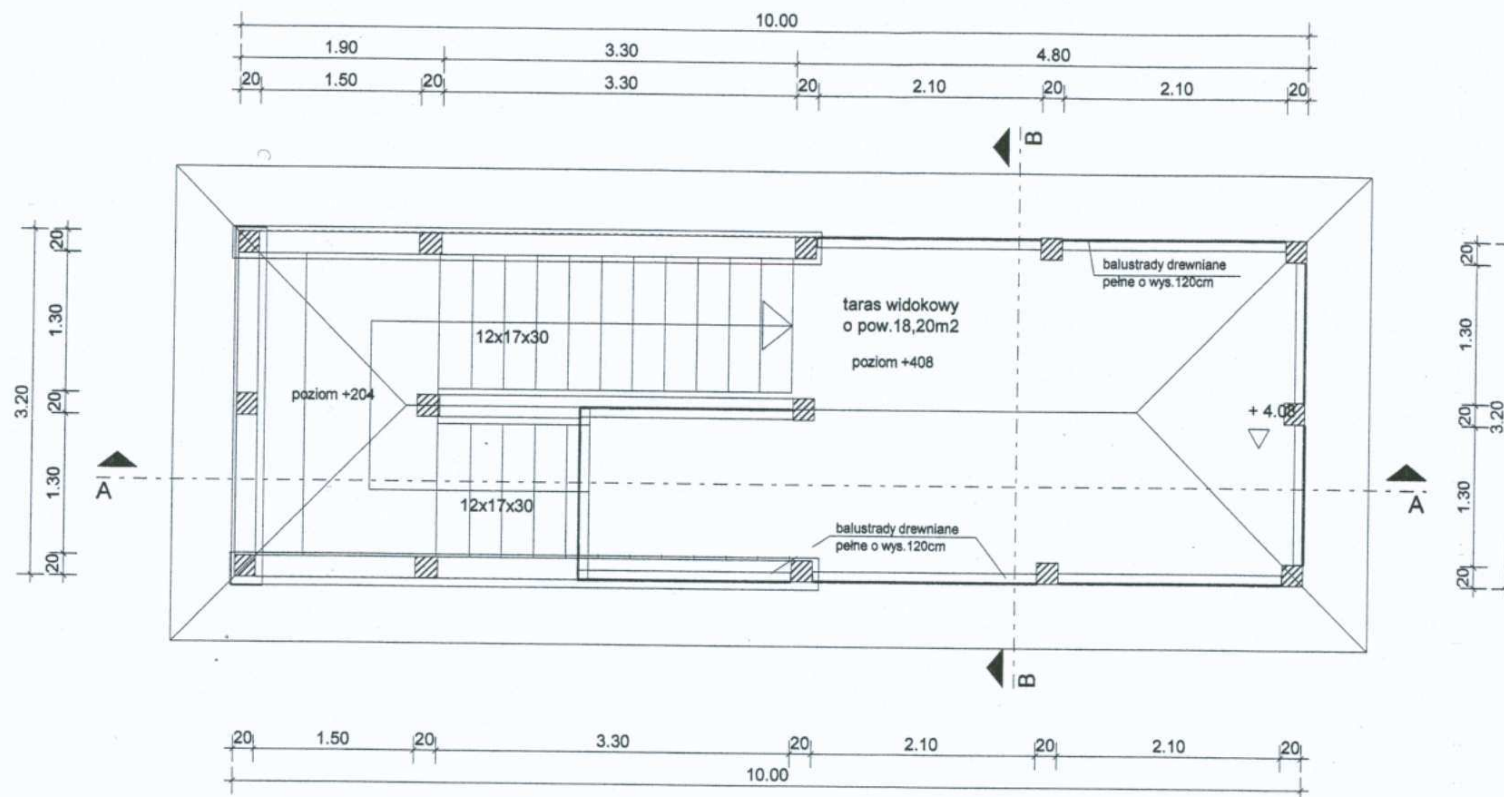 10.00
1.90 3.30 4.80
20 1.50 20 3.30 20 2.10 20 2.10 20
B
20
1.30
20
1.30
20
3.20
balustrady drewniane
pełne o wys.120cm
taras widokowy
o pow.18,20m2
12x17x30
poziom +408
poziom +204
+ 4.08
20
1.30
20
1.30
20
3.20
A
A
12x17x30
balustrady drewniane
pełne o wys.120cm
B
20 1.50 20 3.30 20 2.10 20 2.10 20
10.00